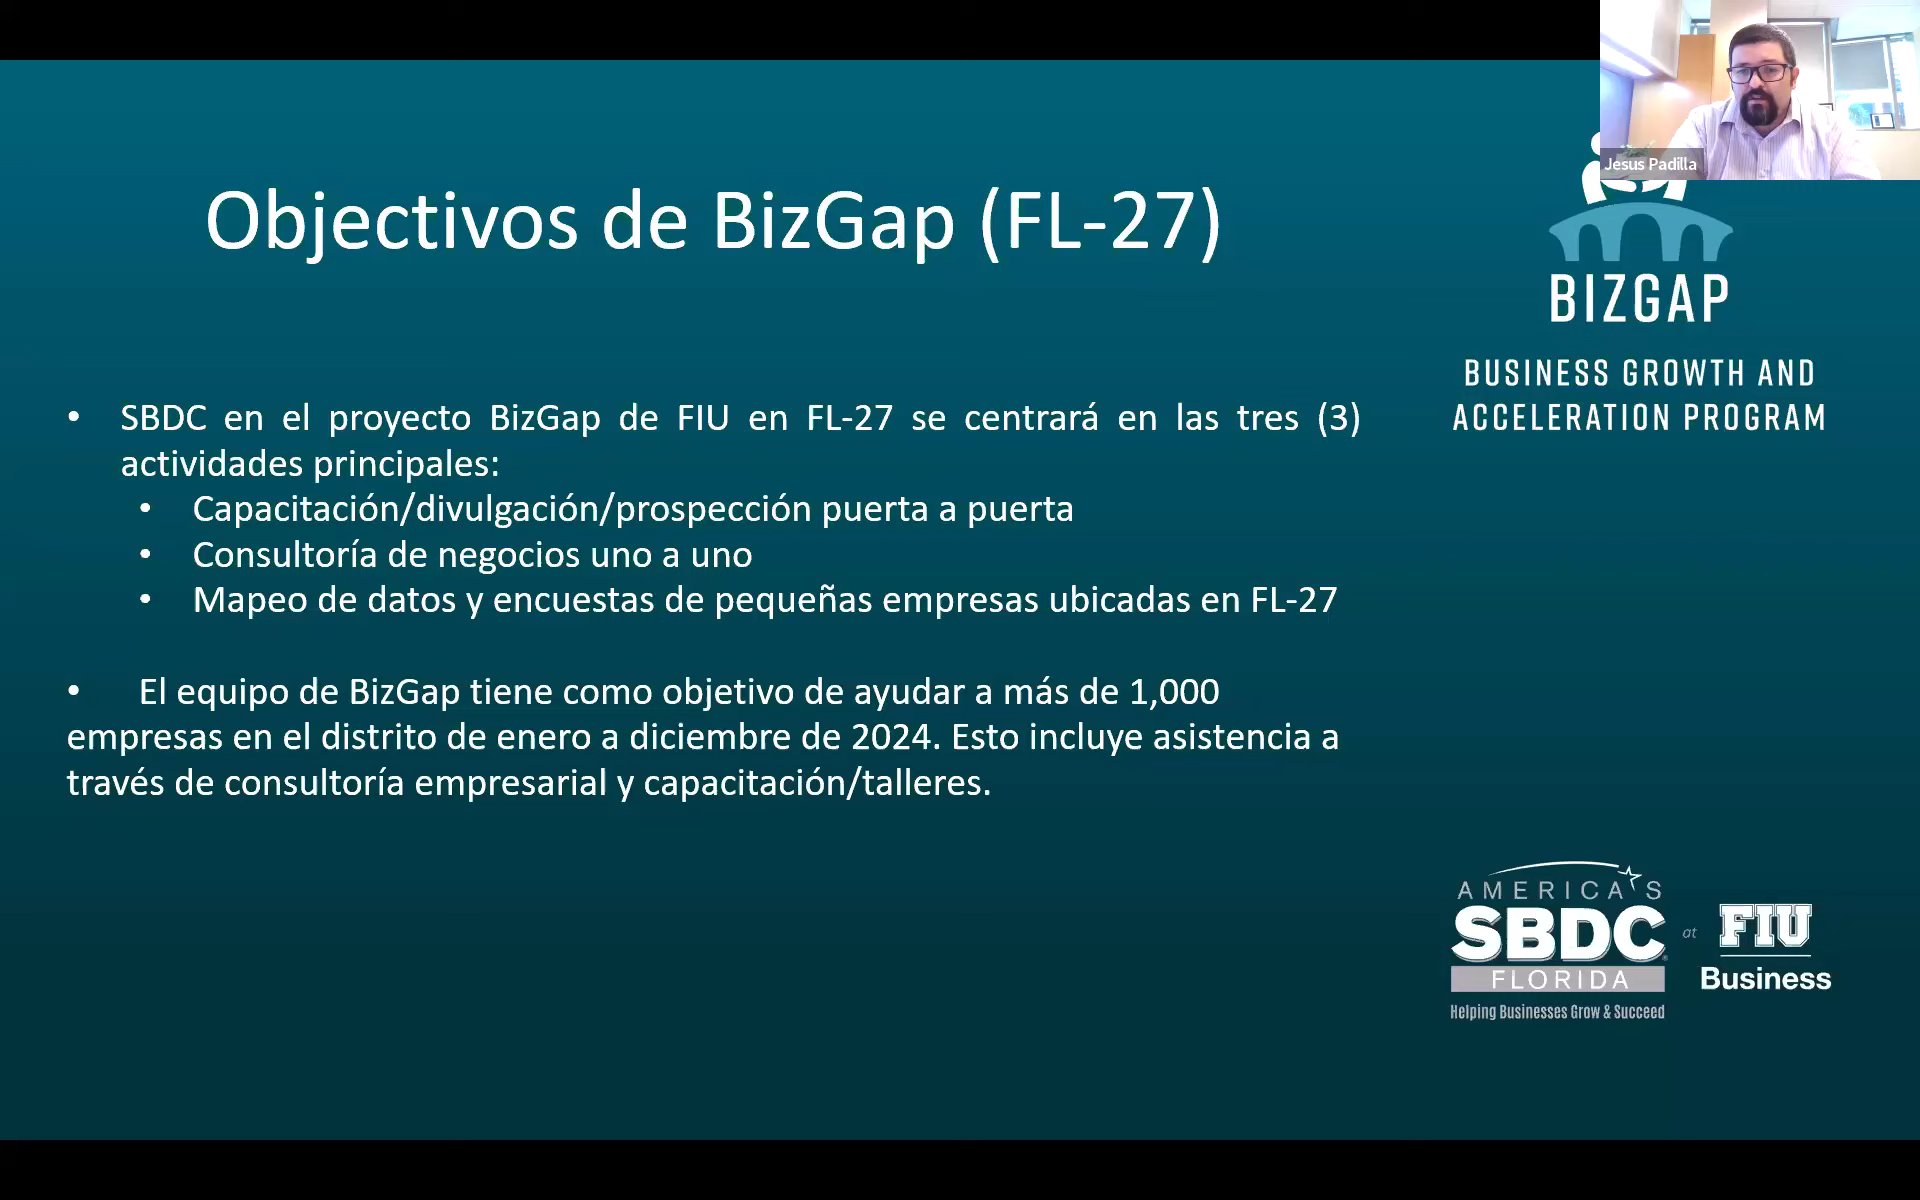 Jesus Padilla
Objectivos de BizGap (FL-27)
BIZGAP
BUSINESS GROWTH AND
ACCELERATION PROGRAM
• SBDC en el proyecto BizGap de FIU en FL-27 se centrará en las tres (3)
actividades principales:
• Capacitación/divulgación/prospección puerta a puerta
• Consultoría de negocios uno a uno
• Mapeo de datos y encuestas de pequeñas empresas ubicadas en FL-27
• El equipo de BizGap tiene como objetivo de ayudar a más de 1,000
empresas en el distrito de enero a diciembre de 2024. Esto incluye asistencia a
través de consultoría empresarial y capacitación/talleres.
AMERICA'S
SBDC
FLORIDA
Helping Businesses Grow & Succeed
at
FIU
Business